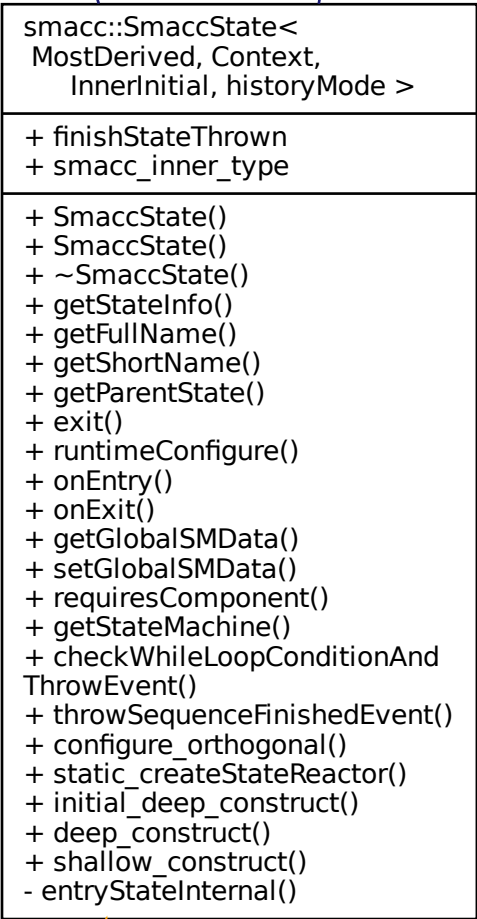 smacc::SmaccState<
MostDerived, Context,
InnerInitial, historyMode >
+ finishStateThrown
+ smacc_inner_type
+ SmaccState()
+ SmaccState()
+ ~SmaccState()
+ getStateInfo()
+ getFullName()
+ getShortName()
+ getParentState()
+ exit()
+ runtimeConfigure()
+ onEntry()
+ onExit()
+ getGlobalSMData()
+ setGlobalSMData()
+ requiresComponent()
+ getStateMachine()
+ checkWhileLoopConditionAnd
ThrowEvent()
+ throwSequenceFinishedEvent()
+ configure_orthogonal()
+ static_createStateReactor()
+ initial_deep_construct()
+ deep_construct()
+ shallow_construct()
- entryStateInternal()